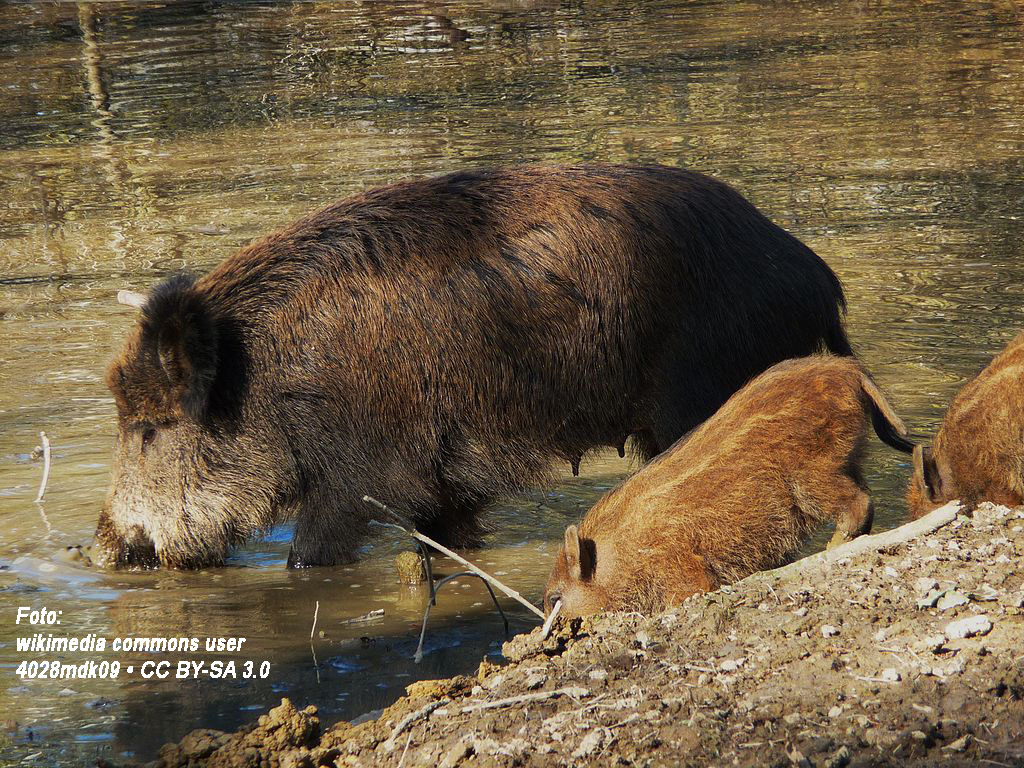 Foto:
wikimedia commons user
4028mdk09 • CC BY-SA 3.0